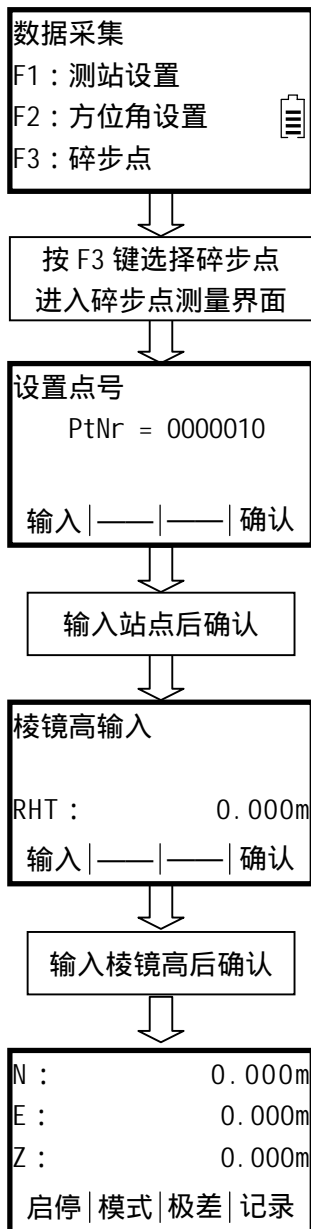 数据采集
F1：测站设置
F2：方位角设置
F3：碎步点
按 F3 键选择碎步点
进入碎步点测量界面
设置点号
PtNr = 0000010
输入|——|——|确认
输入站点后确认
棱镜高输入
RHT： 0.000m
输入|——|——|确认
输入棱镜高后确认
N： 0.000m
E： 0.000m
Z： 0.000m
启停|模式|极差|记录